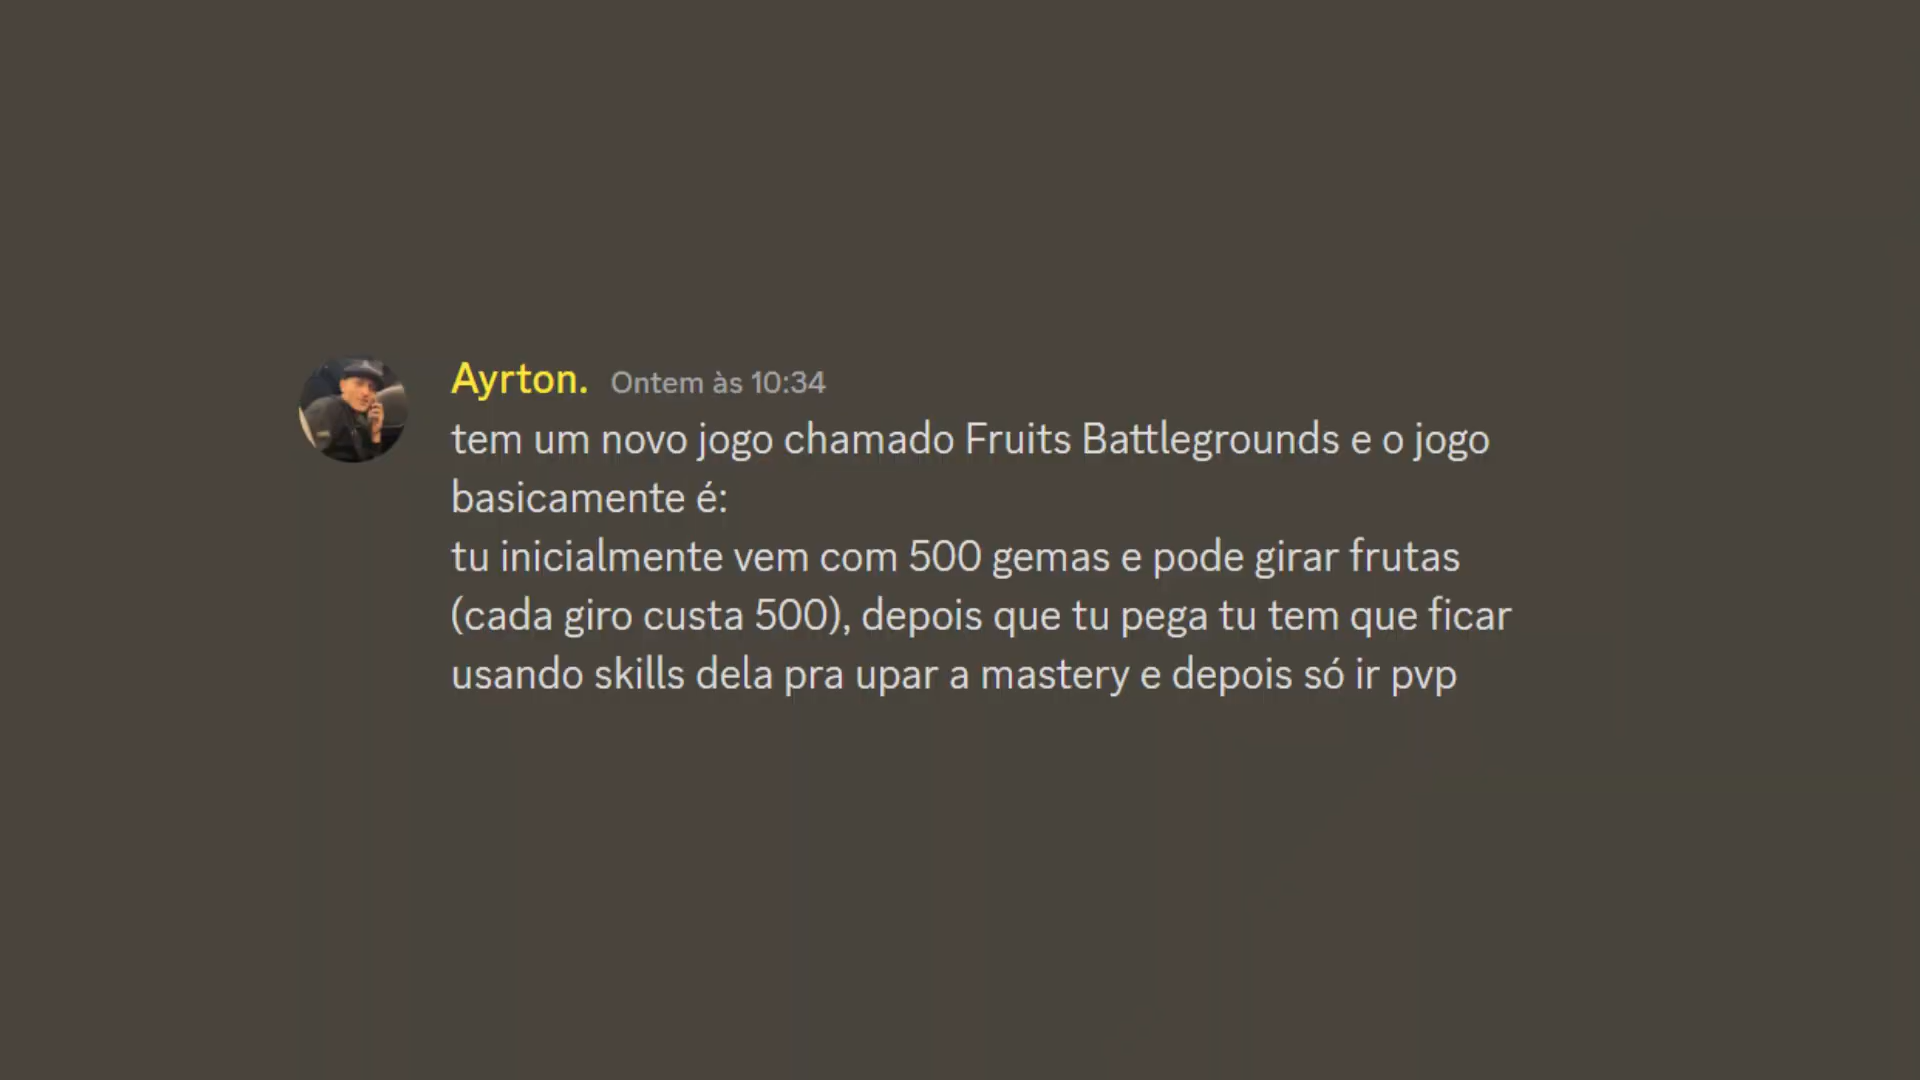 Ayrton. Ontem às 10:34
tem um novo jogo chamado Fruits Battlegrounds e o jogo
basicamente é:
tu inicialmente vem com 500 gemas e pode girar frutas
(cada giro custa 500), depois que tu pega tu tem que ficar
usando skills dela pra upar a mastery e depois só ir pvp